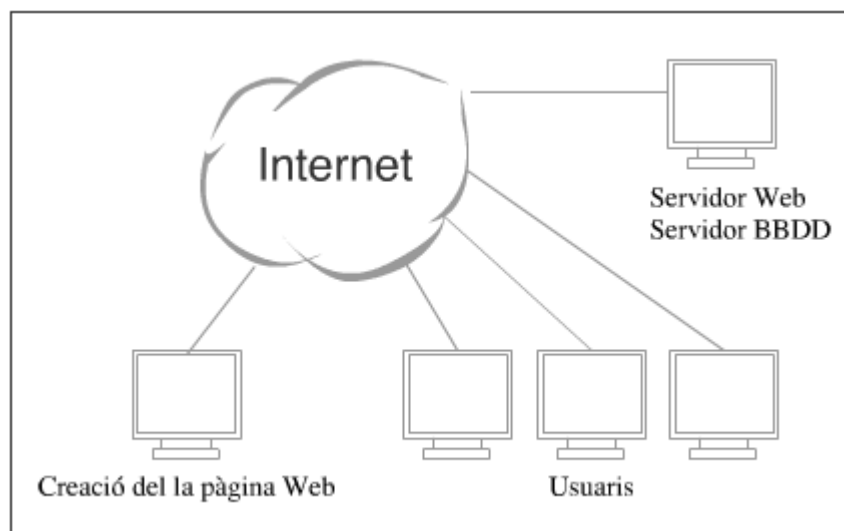 Internet
Servidor Web
Servidor BBDD
Creació del la pàgina Web
Usuaris